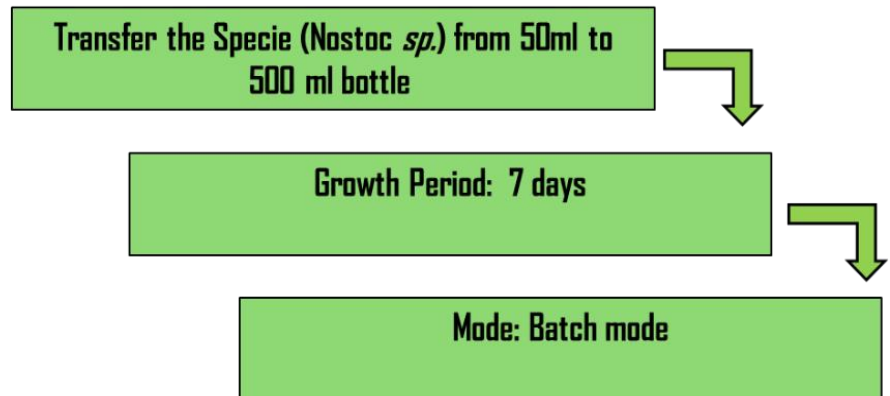 Transfer the Specie (Nostoc sp.) from 50ml to
500 ml bottle
Growth Period: 7 days
Mode: Batch mode